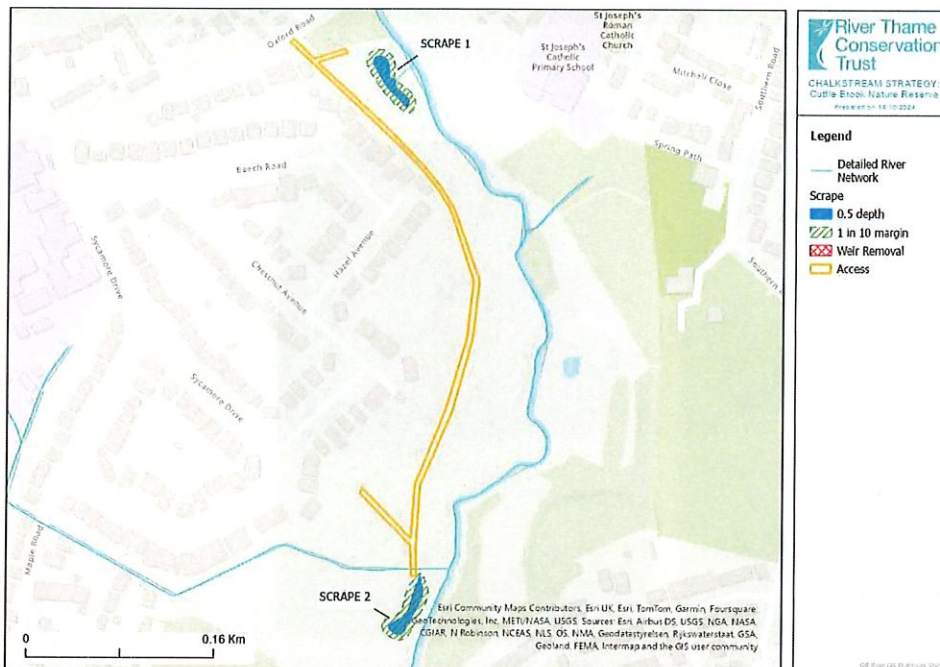 Oxford Road
SCRAPE 1
St Joseph's
Roman
Catholic
Church
St Joseph's
Catholic
Primary School
Mitchell Close
Southern Road
Spring Path
Beech Road
Hazel Avenue
Chestnut Avenue
Sycamore Drive
Sycamore Drive
Maple Road
SCRAPE 2
0
0.16 Km
Esri Community Maps Contributors, Esri UK, Esri, TomTom, Garmin, Foursquare,
GeoTechnologies, Inc, METI/NASA, USGS, Sources: Esri, Airbus DS, USGS, NGA, NASA,
CGIAR, N Robinson, NCEAS, NLS, OS, NMA, Geodatastyrelsen, Rijkswaterstaat, GSA,
Geoland, FEMA, Intermap and the GIS user community
River Thame
Conservation
Trust
CHALKSTREAM STRATEGY:
Cuttle Brook Nature Reserve
Legend
Detailed River
Network
Scrape
0.5 depth
1 in 10 margin
Weir Removal
Access